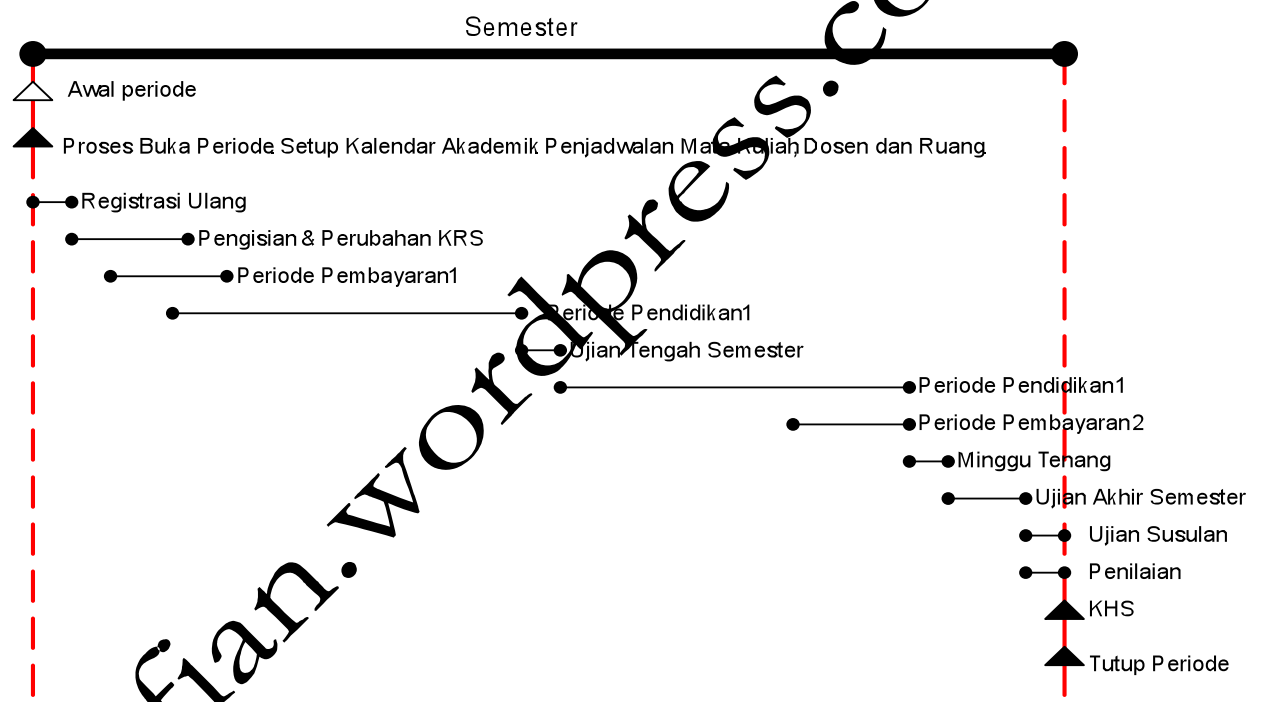 Semester
Awal periode
Proses Buka Periode. Setup Kalendar Akademik. Penjadwalan Mata Kuliah, Dosen dan Ruang.
Registrasi Ulang
Pengisian & Perubahan KRS
Periode Pembayaran1
Periode Pendidikan1
Ujian Tengah Semester
Periode Pendidikan1
Periode Pembayaran2
Minggu Tenang
Ujian Akhir Semester
Ujian Susulan
Penilaian
KHS
Tutup Periode
fian.wordpress.co